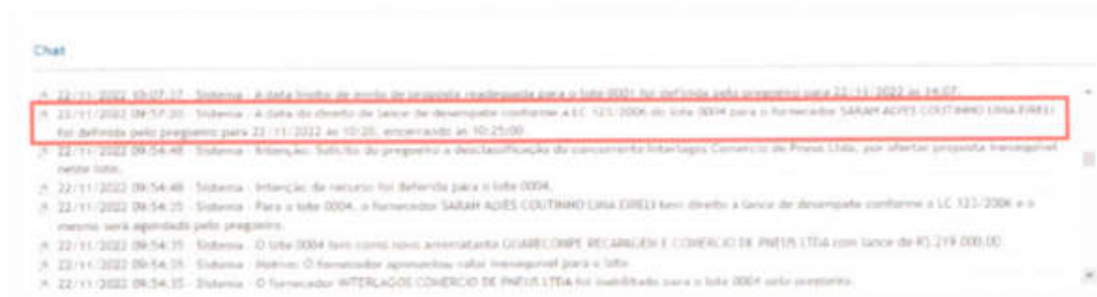 Chat
22/11/2022 10:07:17 - Sistema - A data limite de envio de proposta readequada para o lote 0001 foi definida pelo pregoeiro para 22/11/2022 às 14:07.
22/11/2022 09:57:20 - Sistema - A data do direito de lance de desempate conforme a LC 123/2006 do lote 0004 para o fornecedor SARAH ALVES COUTINHO LIMA EIRELI
foi definida pelo pregoeiro para 22/11/2022 às 10:20, encerrando às 10:25:00.
22/11/2022 09:54:48 - Sistema - Intenção: Solicito do pregoeiro a desclassificação do concorrente Interlagos Comercio de Pneus Ltda, por ofertar proposta inexequivel
neste lote.
22/11/2022 09:54:48 - Sistema - Intenção de recurso foi deferida para o lote 0004.
22/11/2022 09:54:35 - Sistema - Para o lote 0004, o fornecedor SARAH ALVES COUTINHO LIMA EIRELI tem direito a lance de desempate conforme a LC 123/2006 e o
mesmo será agendado pelo pregoeiro.
22/11/2022 09:54:35 - Sistema - O lote 0004 tem como novo arrematante GUARECOMPE RECAPAGEM E COMERCIO DE PNEUS LTDA com lance de R$ 219.000,00.
22/11/2022 09:54:35 - Sistema - Motivo: O fornecedor apresentou valor inexequivel para o lote.
22/11/2022 09:54:35 - Sistema - O fornecedor INTERLAGOS COMÉRCIO DE PNEUS LTDA foi inabilitado para o lote 0004 pelo pregoeiro.